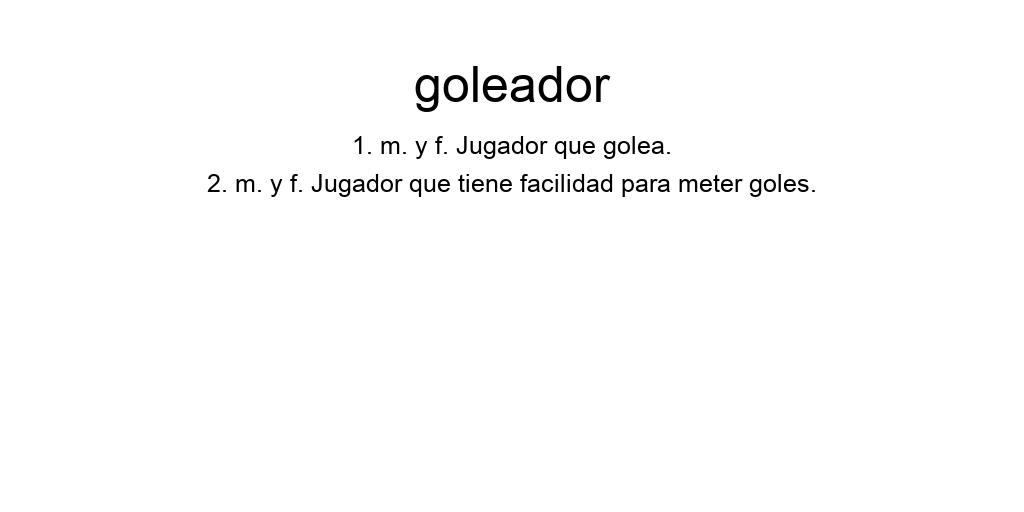 goleador
1. m. y f. Jugador que golea.
2. m. y f. Jugador que tiene facilidad para meter goles.